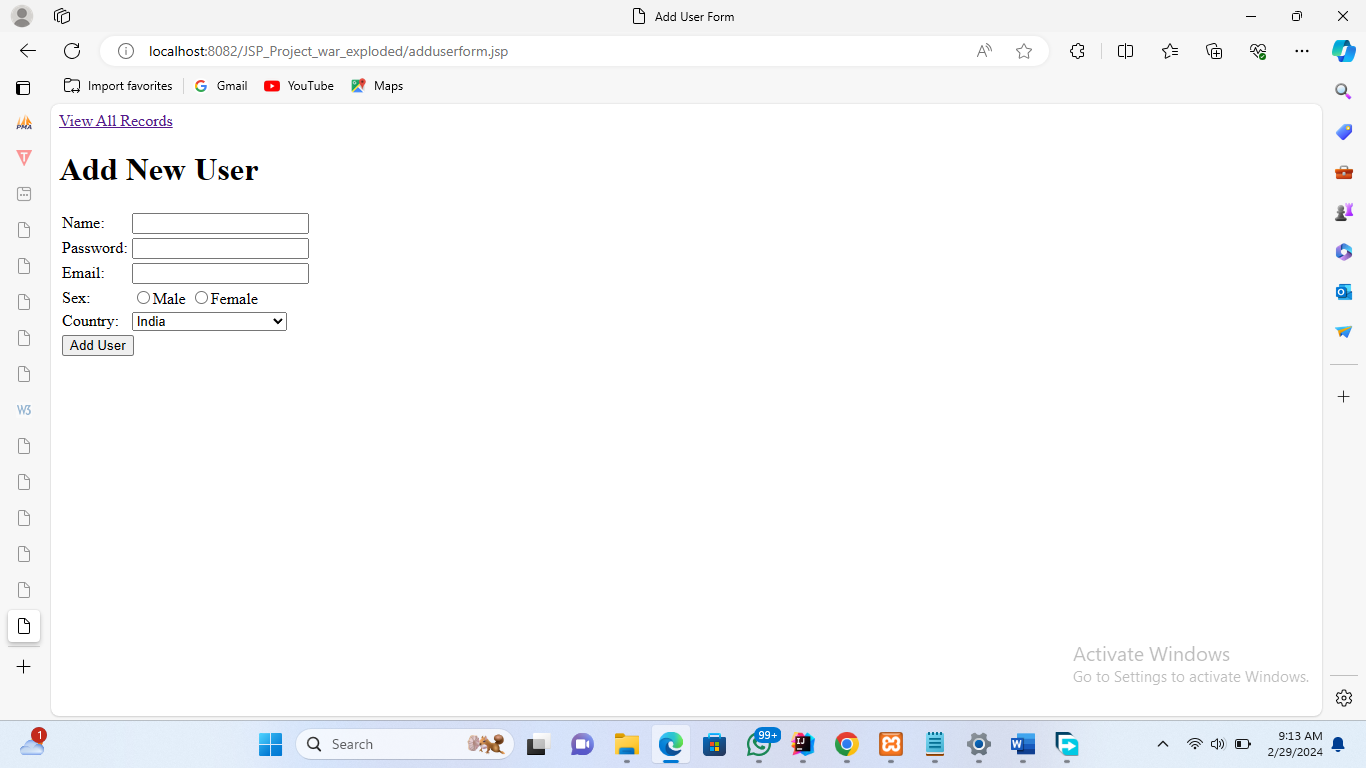 Add User Form
localhost:8082/JSP_Project_war_exploded/adduserform.jsp
Import favorites
Gmail
YouTube
Maps
PMA
T
W3
View All Records
Add New User
Name:
Password:
Email:
Sex: Male Female
Country: India
Add User
Activate Windows
Go to Settings to activate Windows.
1
Search
99+
9:13 AM
2/29/2024